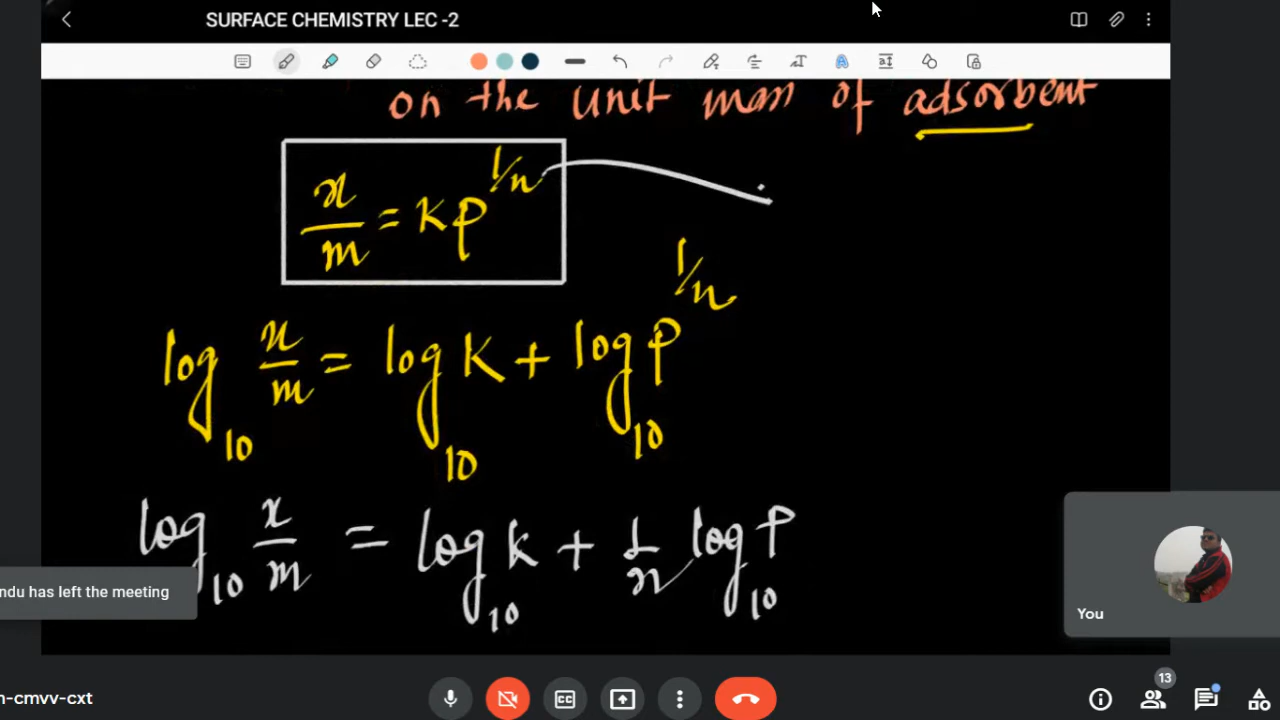 SURFACE CHEMISTRY LEC -2
on the unit mass of adsorbent
x/m = KP^1/n
log10 x/m = log10 K + log10 P^1/n
log10 x/m = log10 k + 1/n log10 P
ndu has left the meeting
You
n-cmvv-cxt
13